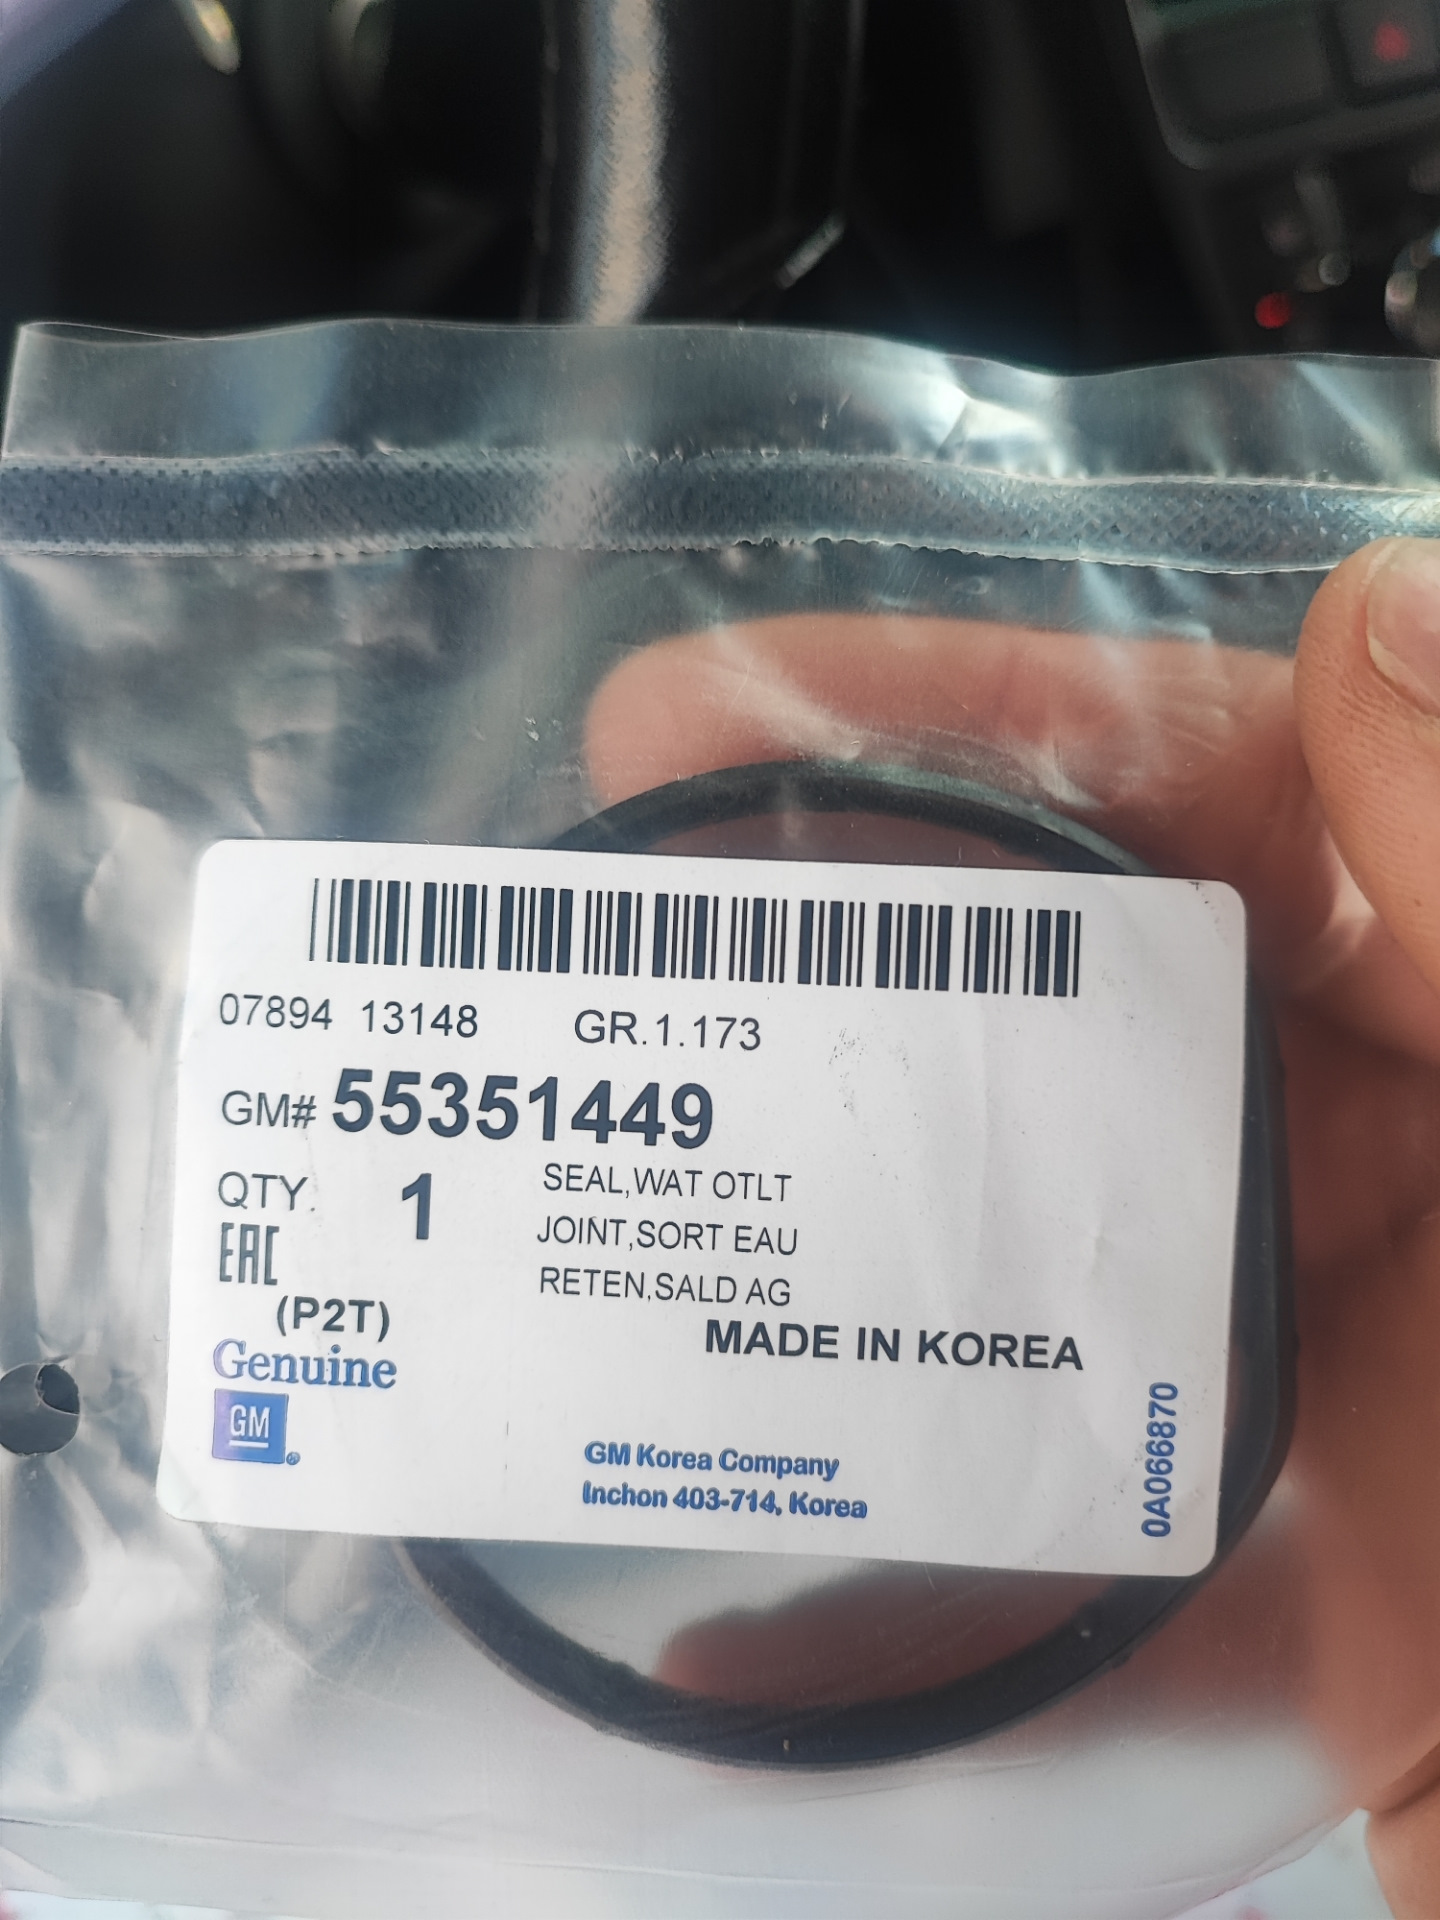 07894 13148 GR.1.173
GM# 55351449
QTY. 1 SEAL,WAT OTLT
JOINT,SORT EAU
EAC
RETEN,SALD AG
(P2T)
MADE IN KOREA
Genuine
GM
GM Korea Company
Inchon 403-714, Korea
0A066870